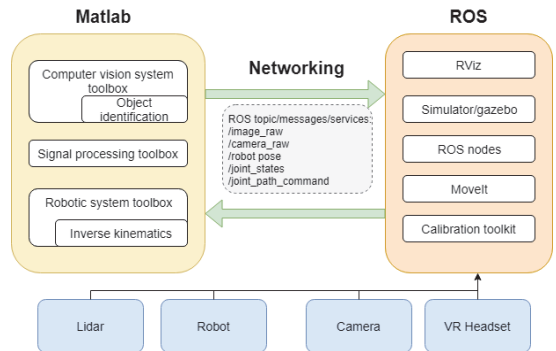 Matlab
ROS
Networking
Computer vision system
toolbox
Object
identification
Signal processing toolbox
Robotic system toolbox
Inverse kinematics
ROS topic/messages/services:
/image_raw
/camera_raw
/robot pose
/joint_states
/joint_path_command
RViz
Simulator/gazebo
ROS nodes
MoveIt
Calibration toolkit
Lidar
Robot
Camera
VR Headset